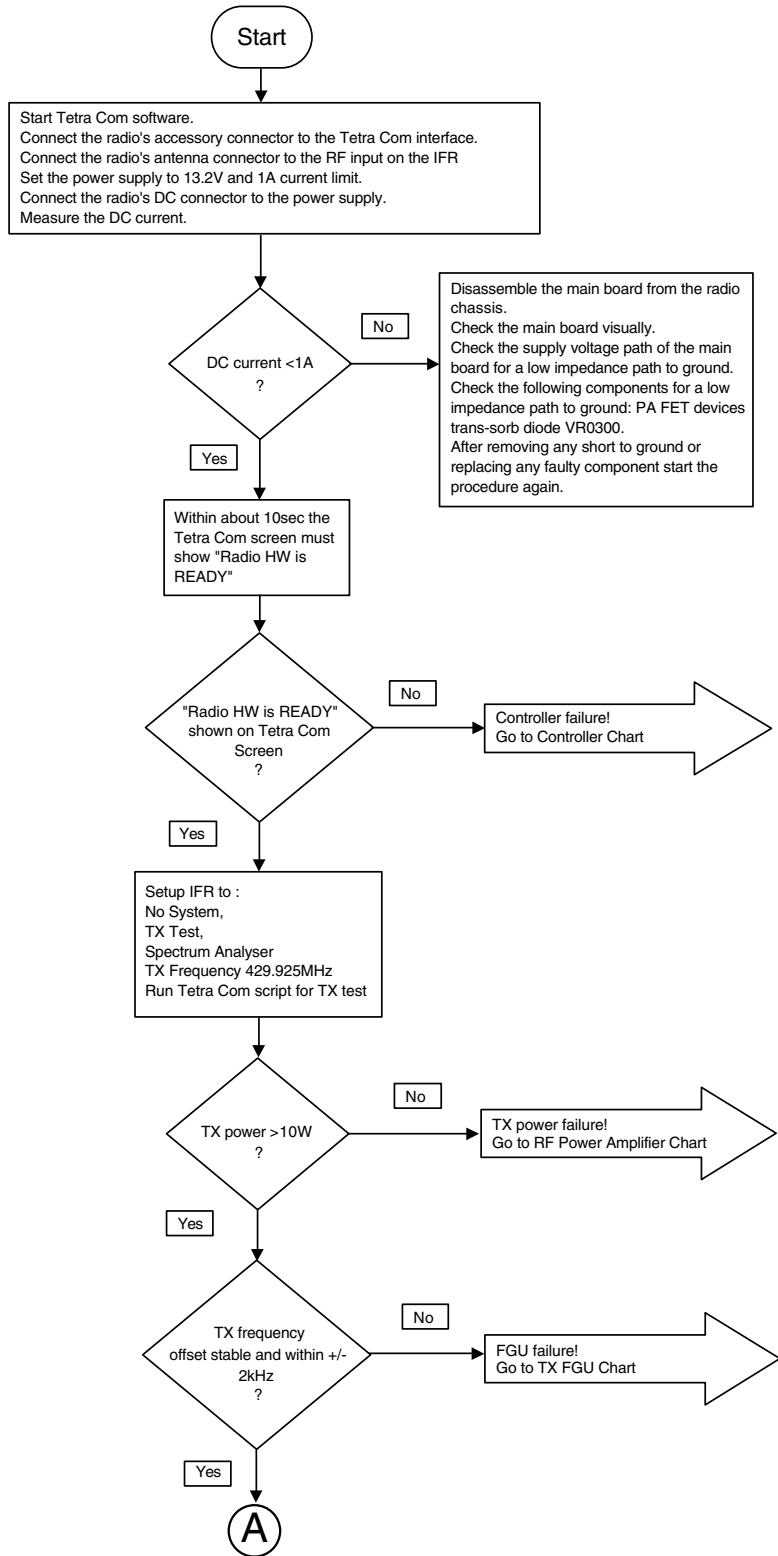 Start
Start Tetra Com software.
Connect the radio's accessory connector to the Tetra Com interface.
Connect the radio's antenna connector to the RF input on the IFR
Set the power supply to 13.2V and 1A current limit.
Connect the radio's DC connector to the power supply.
Measure the DC current.
DC current <1A
?
No
Disassemble the main board from the radio
chassis.
Check the main board visually.
Check the supply voltage path of the main
board for a low impedance path to ground.
Check the following components for a low
impedance path to ground: PA FET devices
trans-sorb diode VR0300.
After removing any short to ground or
replacing any faulty component start the
procedure again.
Yes
Within about 10sec the
Tetra Com screen must
show "Radio HW is
READY"
"Radio HW is READY"
shown on Tetra Com
Screen
?
No
Controller failure!
Go to Controller Chart
Yes
Setup IFR to :
No System,
TX Test,
Spectrum Analyser
TX Frequency 429.925MHz
Run Tetra Com script for TX test
TX power >10W
?
No
TX power failure!
Go to RF Power Amplifier Chart
Yes
TX frequency
offset stable and within +/-
2kHz
?
No
FGU failure!
Go to TX FGU Chart
Yes
A